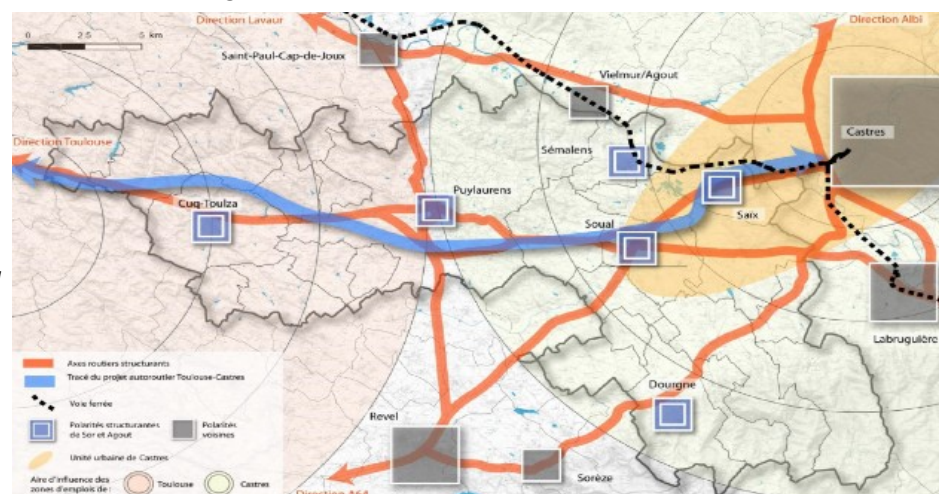 Direction Lavaur
Direction Albi
0 2.5 5 km
Saint-Paul-Cap-de-Joux
Vielmur/Agout
Castres
Direction Toulouse
Sémalens
Puylaurens
Cuq-Toulza
Saïx
Soual
Labruguière
Axes routiers structurants
Tracé du projet autoroutier Toulouse-Castres
Voie ferrée
Dourgne
Revel
Polarités structurantes
de Sor et Agout
Polarités
voisines
Unité urbaine de Castres
Sorèze
Aire d'influence des
zones d'emplois de :
Toulouse
Castres
Direction A64